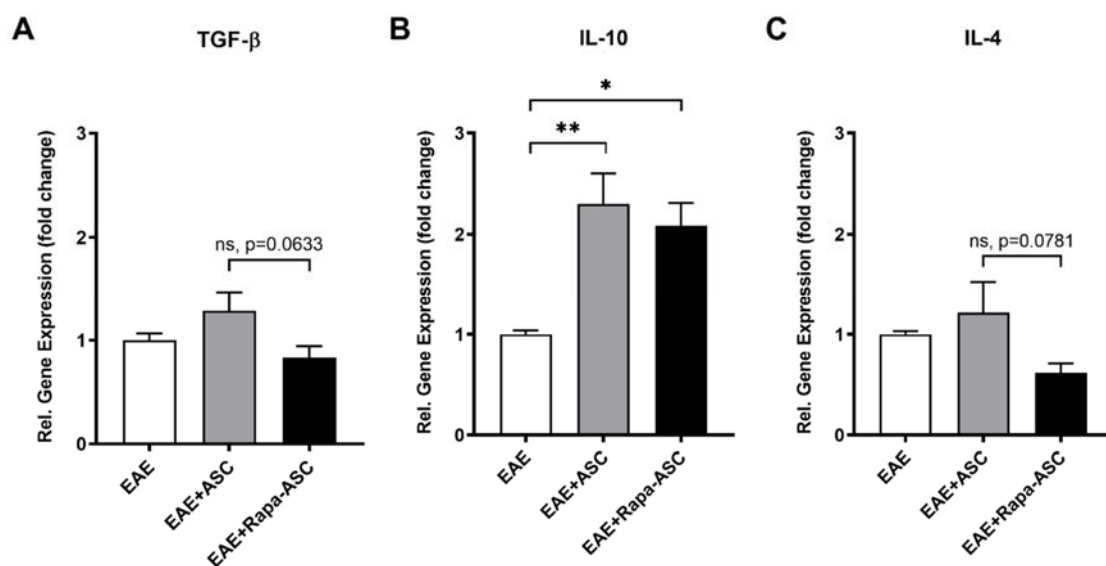 A
TGF-β
Rel. Gene Expression (fold change)
3
2
1
0
ns, p=0.0633
EAE
EAE+ASC
EAE+Rapa-ASC
B
IL-10
Rel. Gene Expression (fold change)
3
2
1
0
*
**
EAE
EAE+ASC
EAE+Rapa-ASC
C
IL-4
Rel. Gene Expression (fold change)
3
2
1
0
ns, p=0.0781
EAE
EAE+ASC
EAE+Rapa-ASC